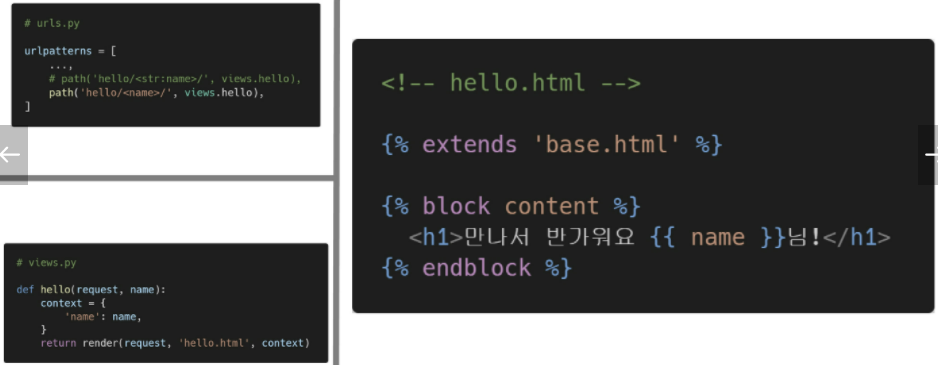 # urls.py
urlpatterns = [
...,
# path('hello/<str:name>/', views.hello),
path('hello/<name>/', views.hello),
]
# views.py
def hello(request, name):
context = {
'name': name,
}
return render(request, 'hello.html', context)
<!-- hello.html -->
{% extends 'base.html' %}
{% block content %}
<h1>만나서 반가워요 {{ name }}님!</h1>
{% endblock %}